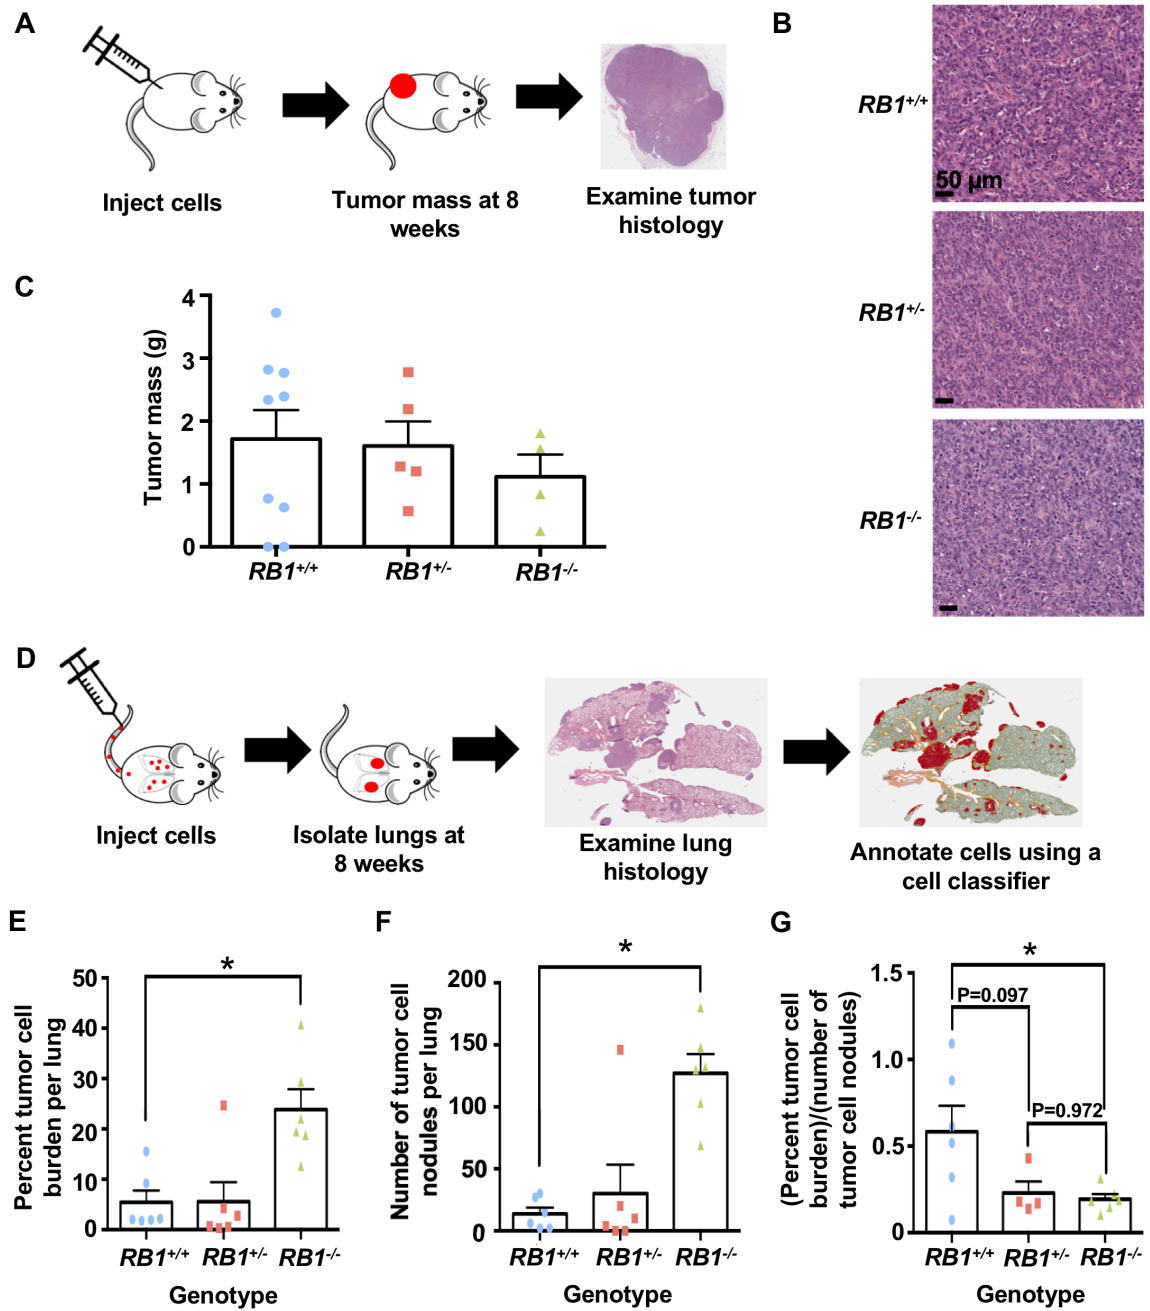 A
Inject cells
Tumor mass at 8
weeks
Examine tumor
histology
B
RB1+/+
50 µm
RB1+/-
RB1-/-
C
Tumor mass (g)
4
3
2
1
0
RB1+/+
RB1+/-
RB1-/-
D
Inject cells
Isolate lungs at
8 weeks
Examine lung
histology
Annotate cells using a
cell classifier
E
Percent tumor cell
burden per lung
50
40
30
20
10
0
*
RB1+/+
RB1+/-
RB1-/-
Genotype
F
Number of tumor cell
nodules per lung
200
150
100
50
0
*
RB1+/+
RB1+/-
RB1-/-
Genotype
G
(Percent tumor cell
burden)/(number of
tumor cell nodules)
1.5
1.0
0.5
0
*
P=0.097
P=0.972
RB1+/+
RB1+/-
RB1-/-
Genotype